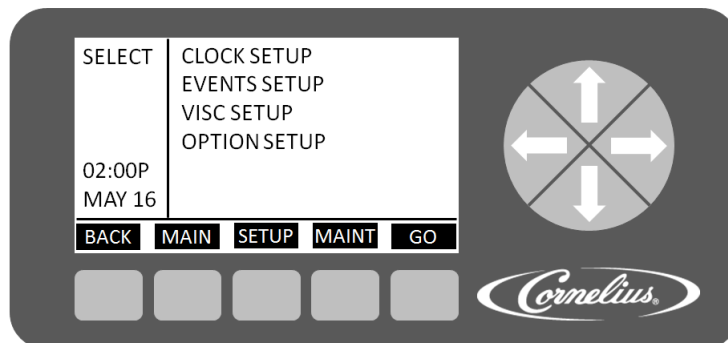 SELECT
CLOCK SETUP
EVENTS SETUP
VISC SETUP
OPTION SETUP
02:00P
MAY 16
BACK MAIN SETUP MAINT GO
Cornelius®